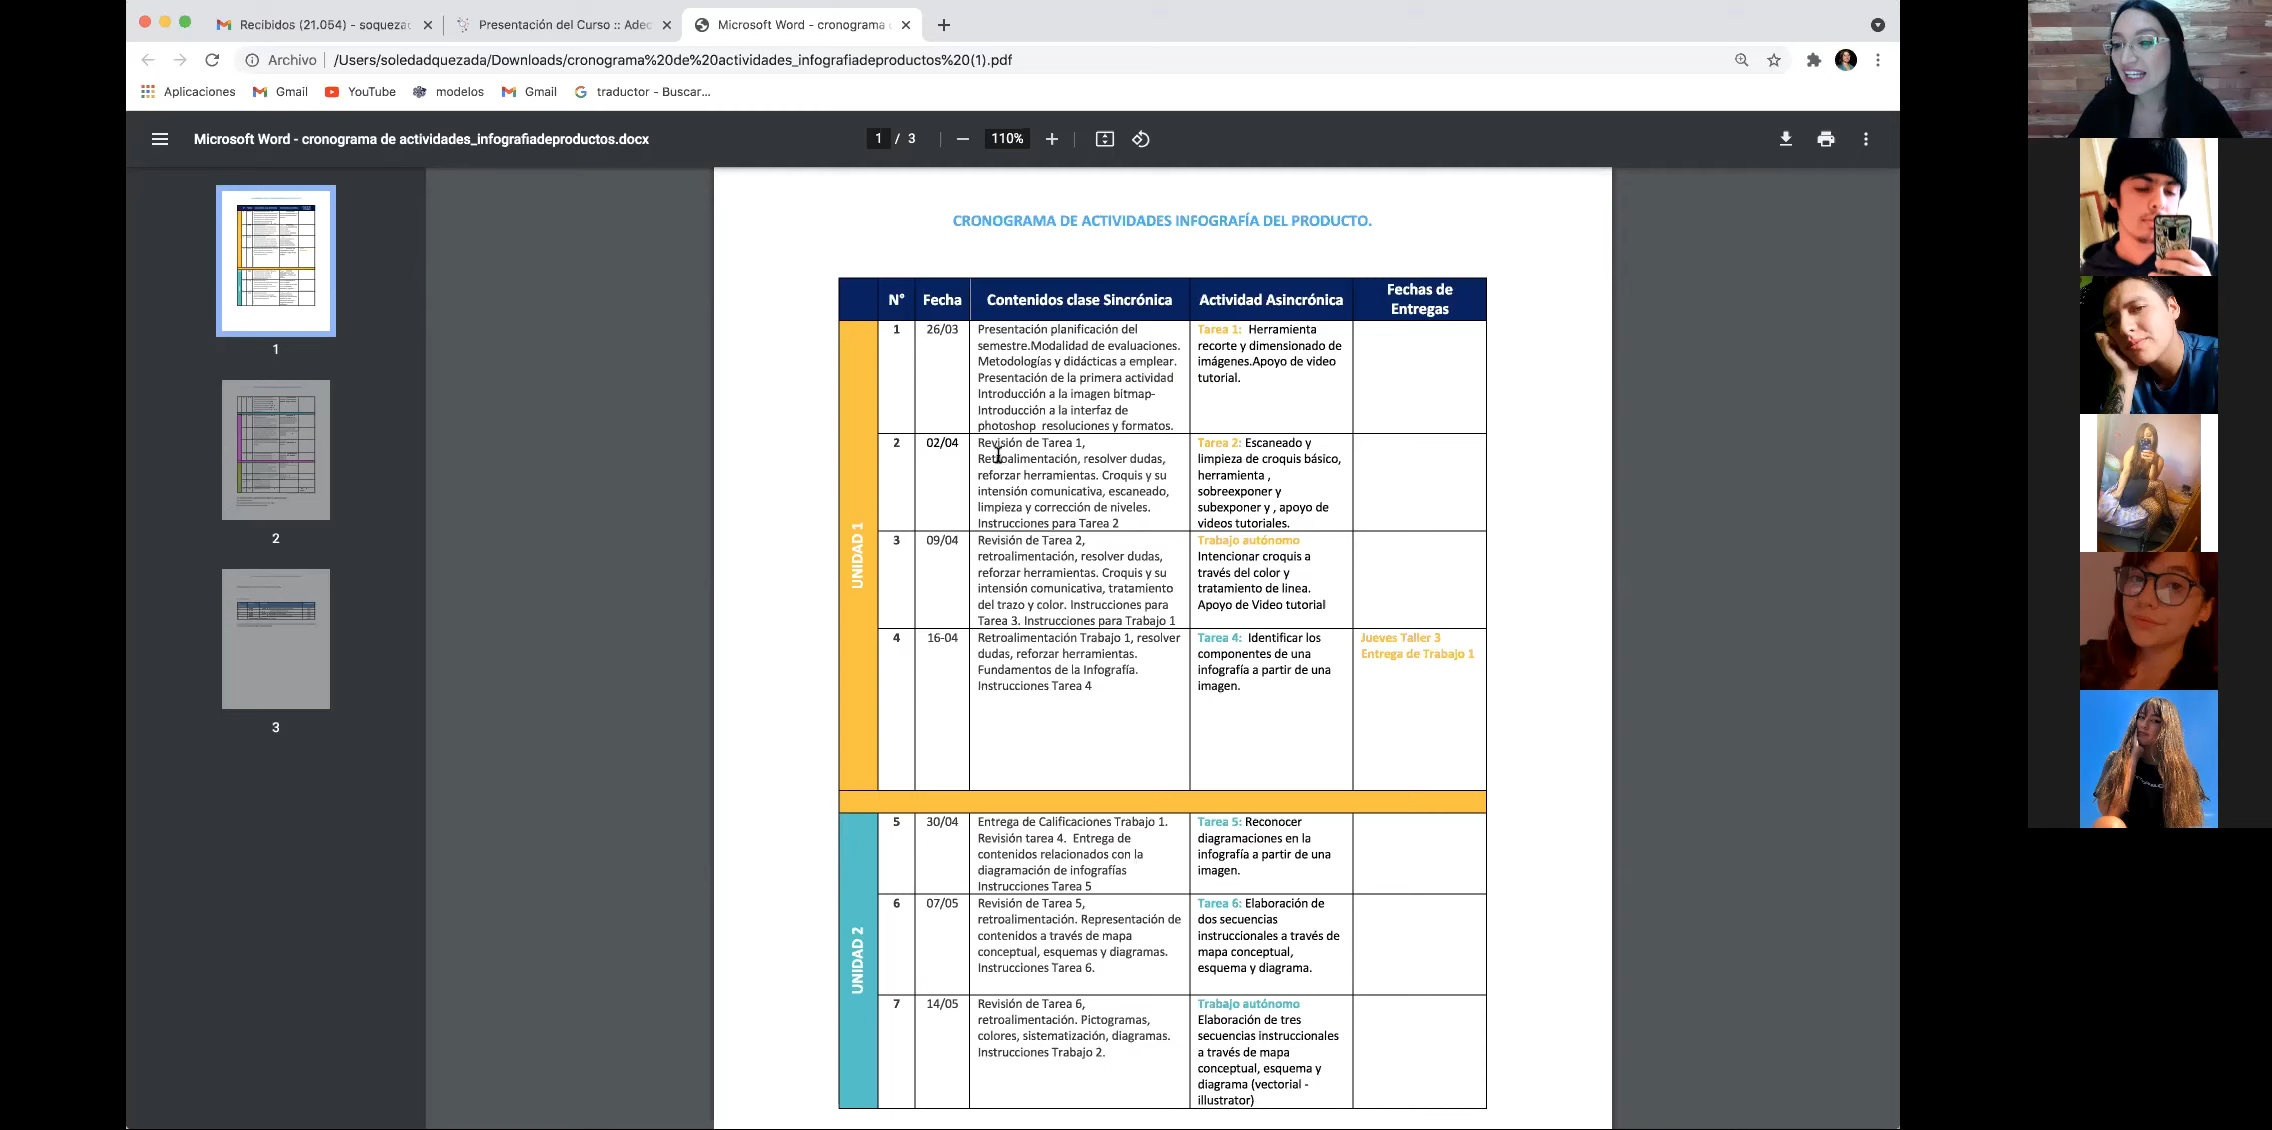 Recibidos (21.054) - soquezad
Presentación del Curso :: Adec
Microsoft Word - cronograma d
Archivo
/Users/soledadquezada/Downloads/cronograma%20de%20actividades_infografiadeproductos%20(1).pdf
Aplicaciones
Gmail
YouTube
modelos
Gmail
traductor - Buscar...
Microsoft Word - cronograma de actividades_infografiadeproductos.docx
1 / 3
110%
1
2
3
CRONOGRAMA DE ACTIVIDADES INFOGRAFÍA DEL PRODUCTO.
N°
Fecha
Contenidos clase Sincrónica
Actividad Asincrónica
Fechas de
Entregas
UNIDAD 1
1
26/03
Presentación planificación del
semestre.Modalidad de evaluaciones.
Metodologías y didácticas a emplear.
Presentación de la primera actividad
Introducción a la imagen bitmap-
Introducción a la interfaz de
photoshop resoluciones y formatos.
Tarea 1: Herramienta
recorte y dimensionado de
imágenes.Apoyo de video
tutorial.
2
02/04
Revisión de Tarea 1,
Retroalimentación, resolver dudas,
reforzar herramientas. Croquis y su
intensión comunicativa, escaneado,
limpieza y corrección de niveles.
Instrucciones para Tarea 2
Tarea 2: Escaneado y
limpieza de croquis básico,
herramienta ,
sobreexponer y
subexponer y , apoyo de
videos tutoriales.
3
09/04
Revisión de Tarea 2,
retroalimentación, resolver dudas,
reforzar herramientas. Croquis y su
intensión comunicativa, tratamiento
del trazo y color. Instrucciones para
Tarea 3. Instrucciones para Trabajo 1
Trabajo autónomo
Intencionar croquis a
través del color y
tratamiento de linea.
Apoyo de Video tutorial
4
16-04
Retroalimentación Trabajo 1, resolver
dudas, reforzar herramientas.
Fundamentos de la Infografía.
Instrucciones Tarea 4
Tarea 4: Identificar los
componentes de una
infografía a partir de una
imagen.
Jueves Taller 3
Entrega de Trabajo 1
UNIDAD 2
5
30/04
Entrega de Calificaciones Trabajo 1.
Revisión tarea 4. Entrega de
contenidos relacionados con la
diagramación de infografías
Instrucciones Tarea 5
Tarea 5: Reconocer
diagramaciones en la
infografía a partir de una
imagen.
6
07/05
Revisión de Tarea 5,
retroalimentación. Representación de
contenidos a través de mapa
conceptual, esquemas y diagramas.
Instrucciones Tarea 6.
Tarea 6: Elaboración de
dos secuencias
instruccionales a través de
mapa conceptual,
esquema y diagrama.
7
14/05
Revisión de Tarea 6,
retroalimentación. Pictogramas,
colores, sistematización, diagramas.
Instrucciones Trabajo 2.
Trabajo autónomo
Elaboración de tres
secuencias instruccionales
a través de mapa
conceptual, esquema y
diagrama (vectorial -
illustrator)